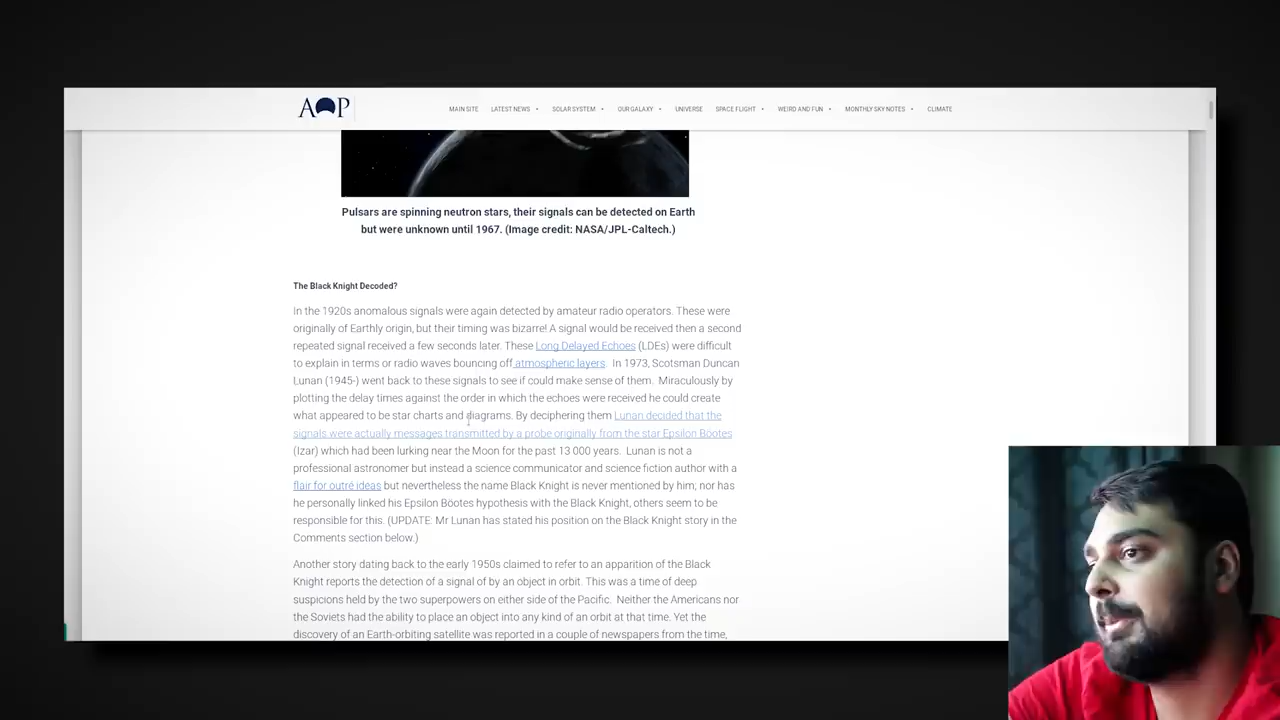 AOP
MAIN SITE LATEST NEWS SOLAR SYSTEM OUR GALAXY UNIVERSE SPACE FLIGHT WEIRD AND FUN MONTHLY SKY NOTES CLIMATE
Pulsars are spinning neutron stars, their signals can be detected on Earth
but were unknown until 1967. (Image credit: NASA/JPL-Caltech.)
The Black Knight Decoded?
In the 1920s anomalous signals were again detected by amateur radio operators. These were
originally of Earthly origin, but their timing was bizarre! A signal would be received then a second
repeated signal received a few seconds later. These Long Delayed Echoes (LDEs) were difficult
to explain in terms or radio waves bouncing off atmospheric layers. In 1973, Scotsman Duncan
Lunan (1945-) went back to these signals to see if could make sense of them. Miraculously by
plotting the delay times against the order in which the echoes were received he could create
what appeared to be star charts and diagrams. By deciphering them Lunan decided that the
signals were actually messages transmitted by a probe originally from the star Epsilon Böotes
(Izar) which had been lurking near the Moon for the past 13 000 years. Lunan is not a
professional astronomer but instead a science communicator and science fiction author with a
flair for outré ideas but nevertheless the name Black Knight is never mentioned by him; nor has
he personally linked his Epsilon Böotes hypothesis with the Black Knight, others seem to be
responsible for this. (UPDATE: Mr Lunan has stated his position on the Black Knight story in the
Comments section below.)
Another story dating back to the early 1950s claimed to refer to an apparition of the Black
Knight reports the detection of a signal of by an object in orbit. This was a time of deep
suspicions held by the two superpowers on either side of the Pacific. Neither the Americans nor
the Soviets had the ability to place an object into any kind of an orbit at that time. Yet the
discovery of an Earth-orbiting satellite was reported in a couple of newspapers from the time,